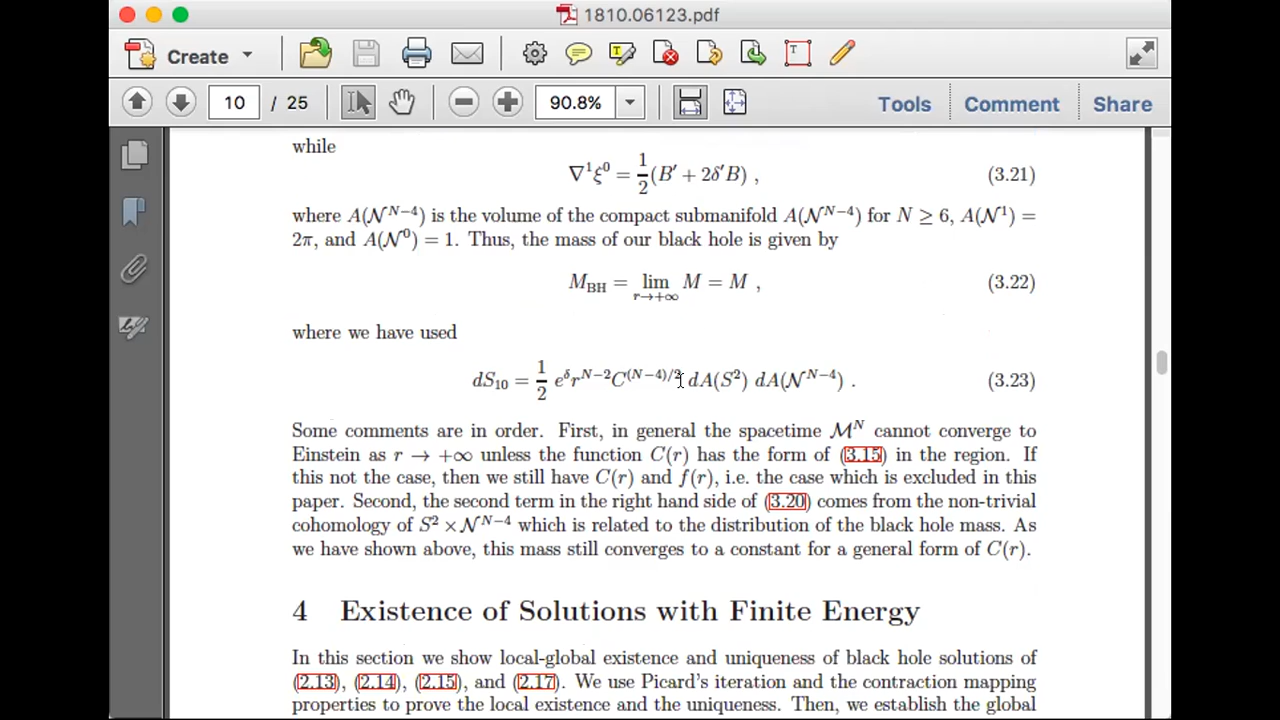 1810.06123.pdf
Create
10 / 25 90.8% Tools Comment Share
while
∇¹ξ⁰ = 1/2 (B′ + 2δ′B) , (3.21)
where A(𝒩^{N−4}) is the volume of the compact submanifold A(𝒩^{N−4}) for N ≥ 6, A(𝒩¹) =
2π, and A(𝒩⁰) = 1. Thus, the mass of our black hole is given by
M_BH = lim_{r→+∞} M = M , (3.22)
where we have used
dS₁₀ = 1/2 e^δ r^{N−2} C^{(N−4)/2} dA(S²) dA(𝒩^{N−4}) . (3.23)
Some comments are in order. First, in general the spacetime ℳ^N cannot converge to
Einstein as r → +∞ unless the function C(r) has the form of (3.15) in the region. If
this not the case, then we still have C(r) and f(r), i.e. the case which is excluded in this
paper. Second, the second term in the right hand side of (3.20) comes from the non-trivial
cohomology of S² × 𝒩^{N−4} which is related to the distribution of the black hole mass. As
we have shown above, this mass still converges to a constant for a general form of C(r).
4 Existence of Solutions with Finite Energy
In this section we show local-global existence and uniqueness of black hole solutions of
(2.13), (2.14), (2.15), and (2.17). We use Picard's iteration and the contraction mapping
properties to prove the local existence and the uniqueness. Then, we establish the global